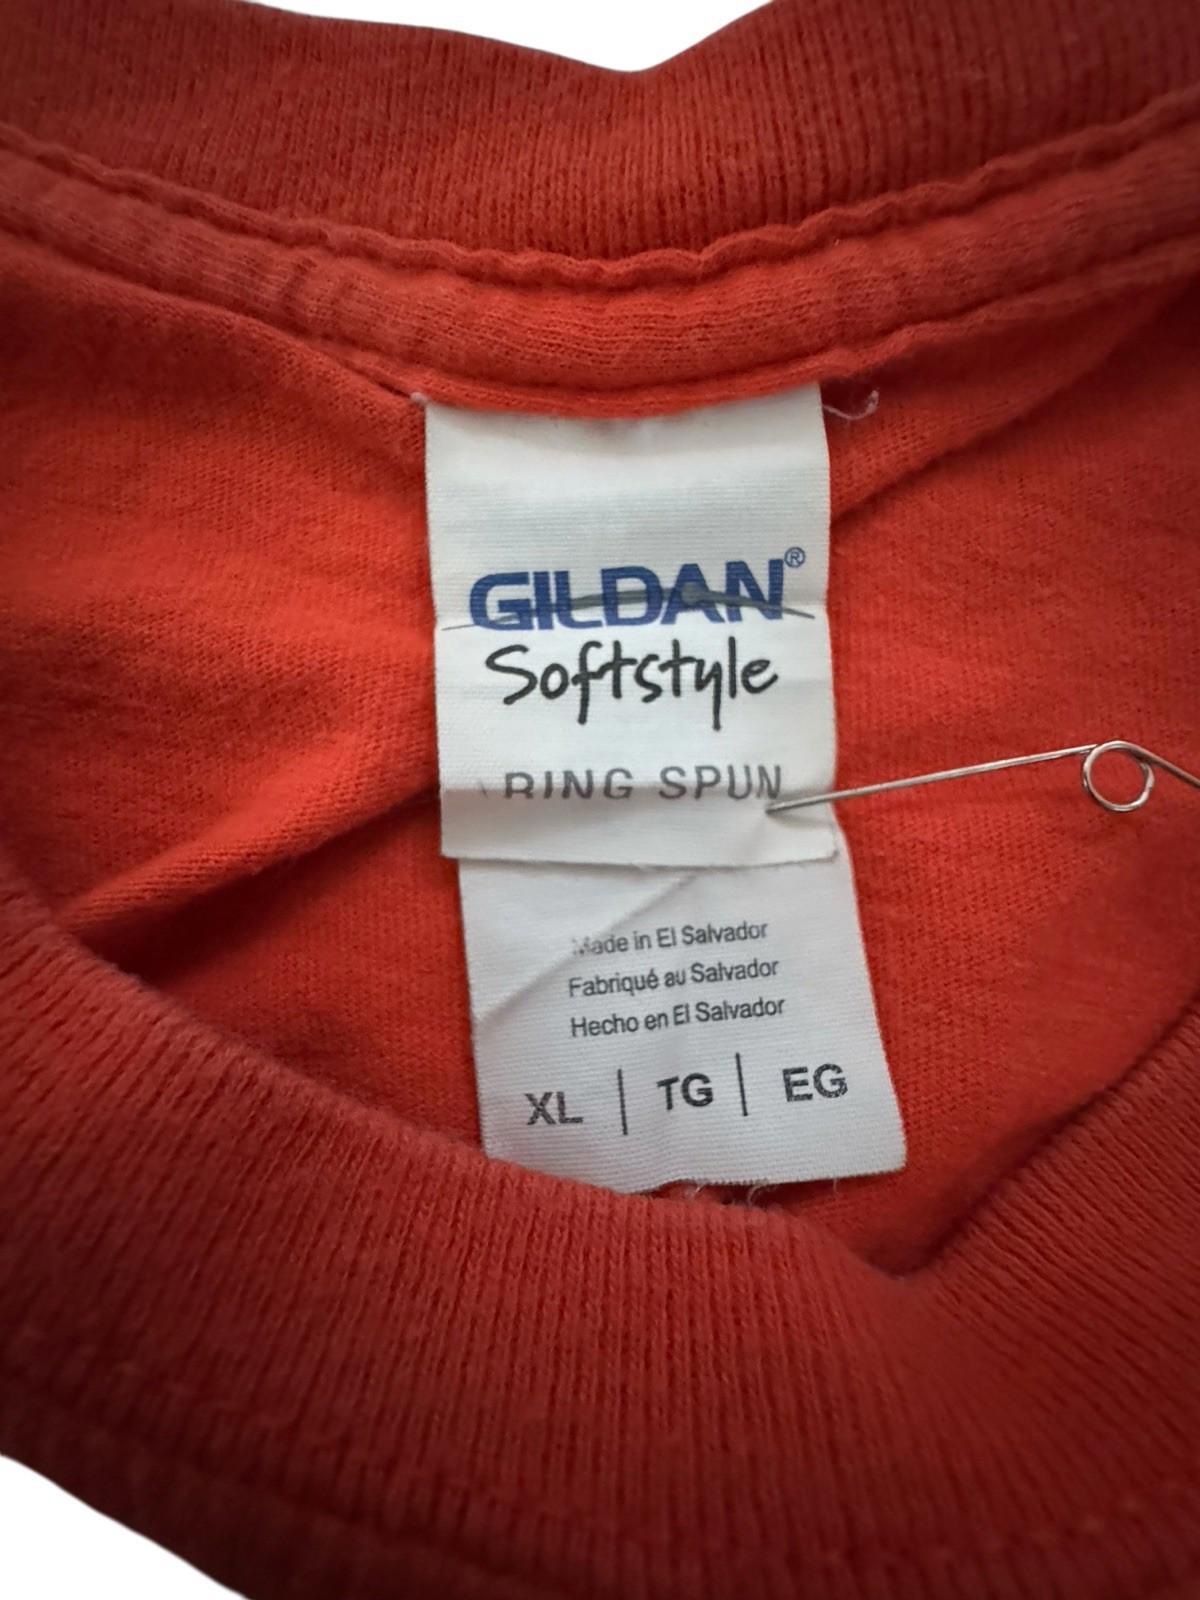 GILDAN®
Softstyle
RING SPUN
Made in El Salvador
Fabriqué au Salvador
Hecho en El Salvador
XL | TG | EG